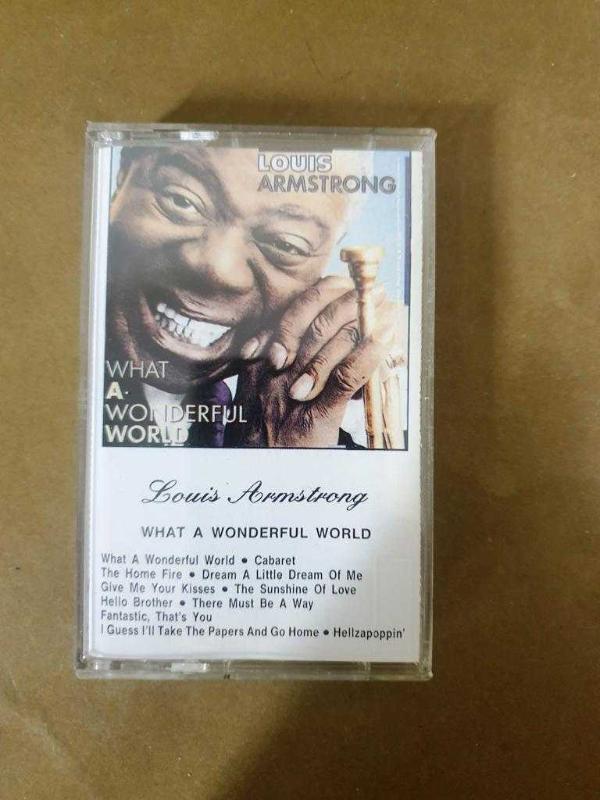 LOUIS
ARMSTRONG
WHAT
A
WONDERFUL
WORLD
Louis Armstrong
WHAT A WONDERFUL WORLD
What A Wonderful World • Cabaret
The Home Fire • Dream A Little Dream Of Me
Give Me Your Kisses • The Sunshine Of Love
Hello Brother • There Must Be A Way
Fantastic, That's You
I Guess I'll Take The Papers And Go Home • Hellzapoppin'